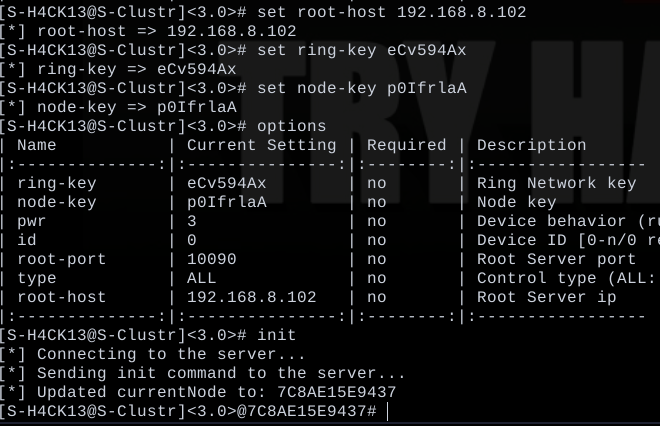 [S-H4CK13@S-Clustr]<3.0># set root-host 192.168.8.102
[*] root-host => 192.168.8.102
[S-H4CK13@S-Clustr]<3.0># set ring-key eCv594Ax
[*] ring-key => eCv594Ax
[S-H4CK13@S-Clustr]<3.0># set node-key p0IfrlaA
[*] node-key => p0IfrlaA
[S-H4CK13@S-Clustr]<3.0># options
| Name | Current Setting | Required | Description
|:--------------:|:----------------:|:--------:|:-----------------
| ring-key | eCv594Ax | no | Ring Network key
| node-key | p0IfrlaA | no | Node key
| pwr | 3 | no | Device behavior (ru
| id | 0 | no | Device ID [0-n/0 re
| root-port | 10090 | no | Root Server port
| type | ALL | no | Control type (ALL:
| root-host | 192.168.8.102 | no | Root Server ip
|:--------------:|:----------------:|:--------:|:-----------------
[S-H4CK13@S-Clustr]<3.0># init
[*] Connecting to the server...
[*] Sending init command to the server...
[*] Updated currentNode to: 7C8AE15E9437
[S-H4CK13@S-Clustr]<3.0>@7C8AE15E9437#
TRY HA